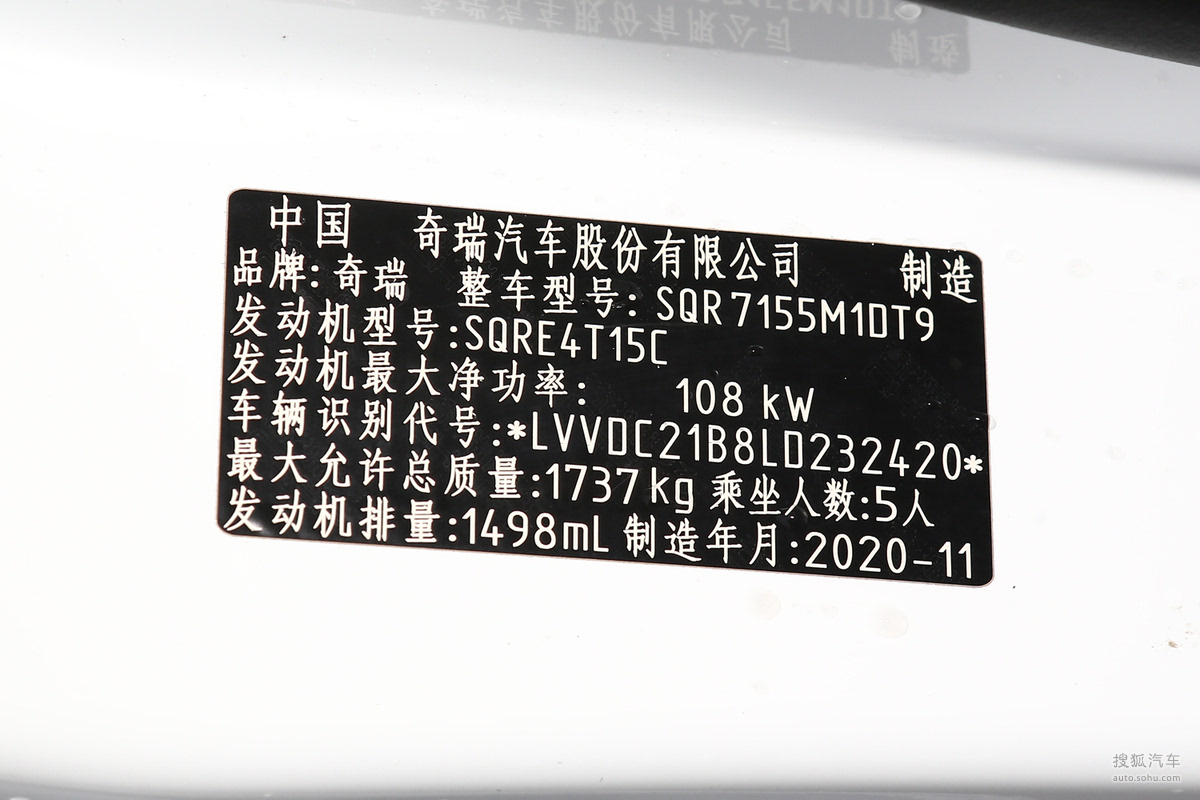 中国 奇瑞汽车股份有限公司 制造
品牌:奇瑞 整车型号:SQR7155M1DT9
发动机型号:SQRE4T15C
发动机最大净功率: 108 kW
车辆识别代号:*LVVDC21B8LD232420*
最大允许总质量:1737kg 乘坐人数:5人
发动机排量:1498mL 制造年月:2020-11
搜狐汽车
auto.sohu.com